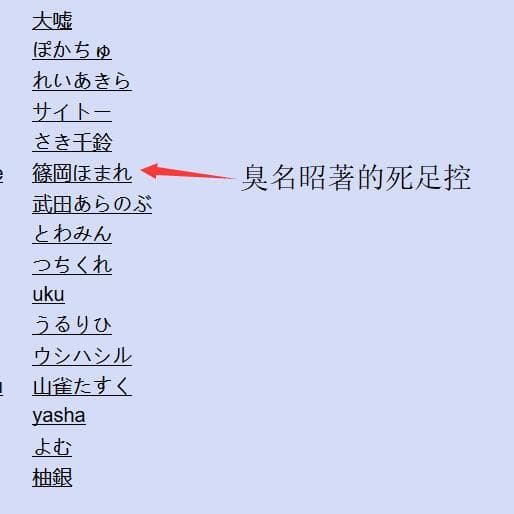 大嘘
ぽかちゅ
れいあきら
サイトー
さき千鈴
篠岡ほまれ
臭名昭著的死足控
武田あらのぶ
とわみん
つちくれ
uku
うるりひ
ウシハシル
山雀たすく
yasha
よむ
柚銀